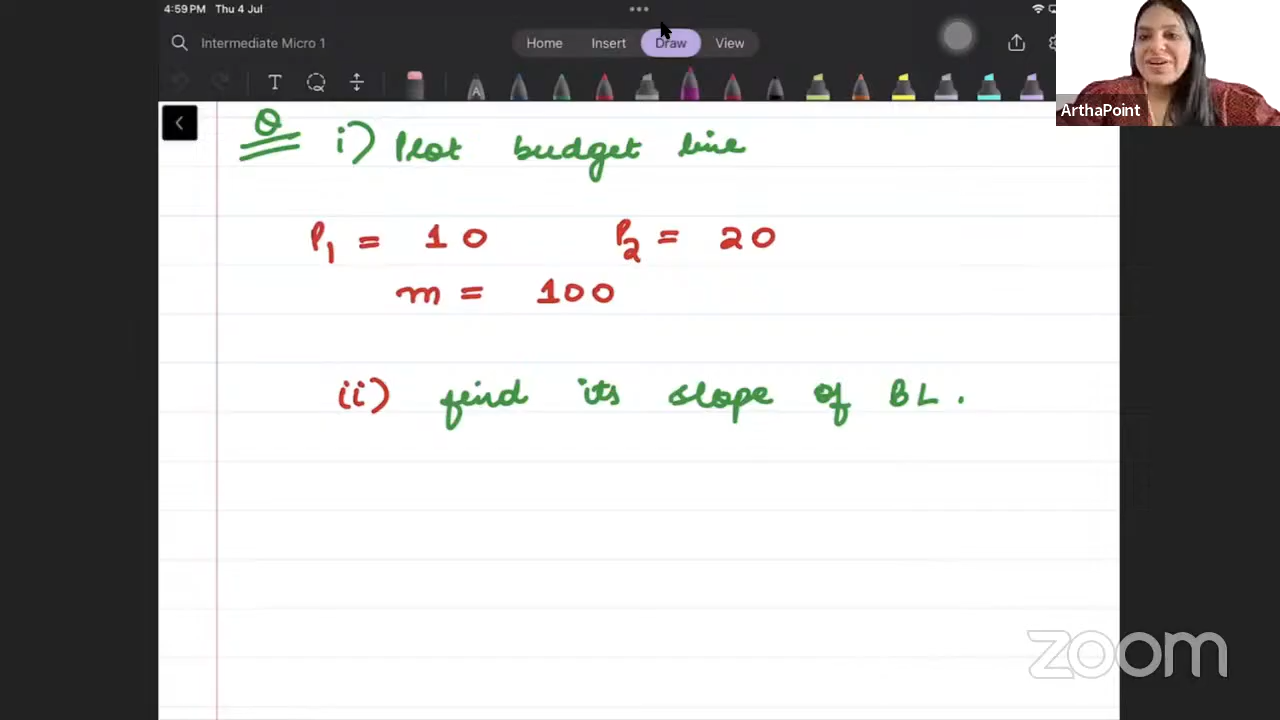 4:59 PM Thu 4 Jul
Intermediate Micro 1
Home Insert Draw View
T
A
ArthaPoint
Q i) Plot budget line
P1 = 10 P2 = 20
m = 100
(ii) find its slope of BL.
zoom